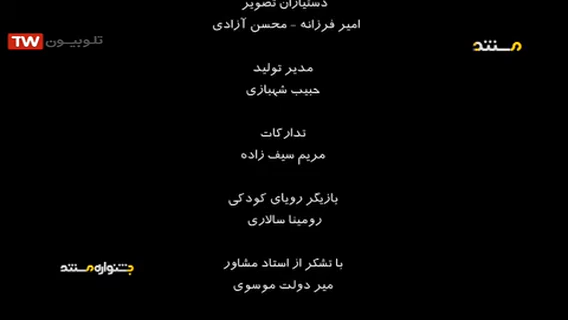 دستیاران تصویر
امیر فرزانه - محسن آزادی
TW تلوبیون
مستند
مدیر تولید
حبیب شهبازی
تدارکات
مریم سیف زاده
بازیگر رویای کودکی
رومینا سالاری
با تشکر از استاد مشاور
میر دولت موسوی
جشنواره مستند